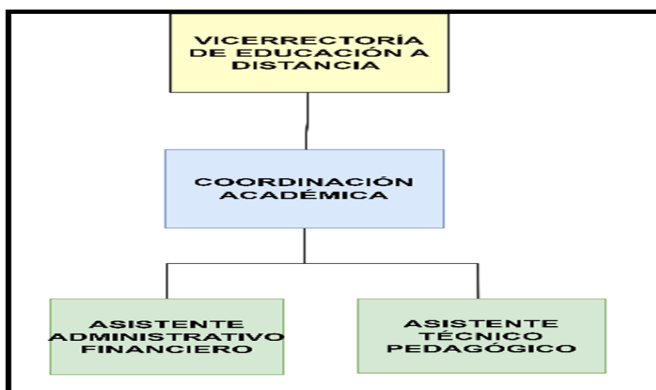 VICERRECTORÍA
DE EDUCACIÓN A
DISTANCIA
COORDINACIÓN
ACADÉMICA
ASISTENTE
ADMINISTRATIVO
FINANCIERO
ASISTENTE
TÉCNICO
PEDAGÓGICO